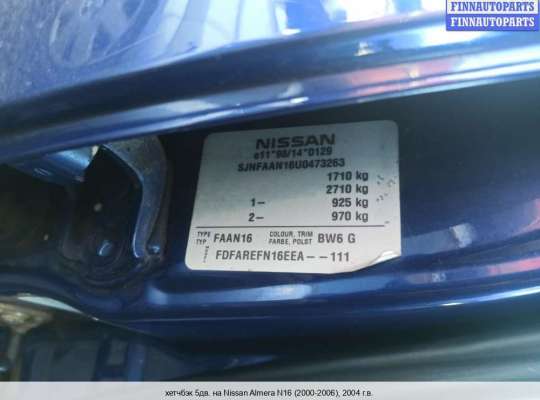 FINNAUTOPARTS
FINNAUTOPARTS
NISSAN
e11*98/14*0129
SJNFAAN16U0473263
1710 kg
2710 kg
1- 925 kg
2- 970 kg
TYPE TYP FAAN16 COLOUR, TRIM FARBE, POLST BW6 G
FDFAREFN16EEA--111
хетчбэк 5дв. на Nissan Almera N16 (2000-2006), 2004 г.в.